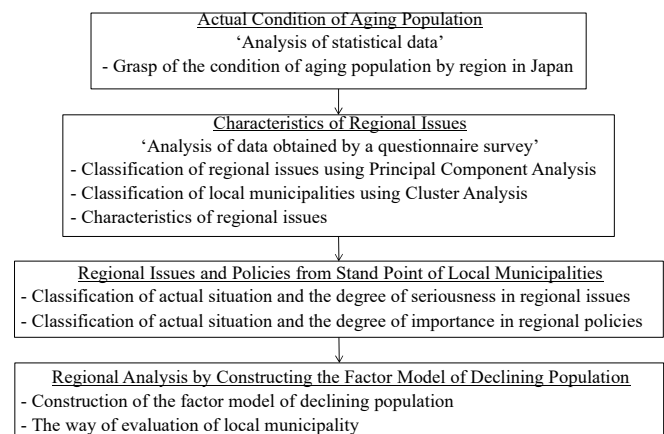 Actual Condition of Aging Population
‘Analysis of statistical data’
- Grasp of the condition of aging population by region in Japan
Characteristics of Regional Issues
‘Analysis of data obtained by a questionnaire survey’
- Classification of regional issues using Principal Component Analysis
- Classification of local municipalities using Cluster Analysis
- Characteristics of regional issues
Regional Issues and Policies from Stand Point of Local Municipalities
- Classification of actual situation and the degree of seriousness in regional issues
- Classification of actual situation and the degree of importance in regional policies
Regional Analysis by Constructing the Factor Model of Declining Population
- Construction of the factor model of declining population
- The way of evaluation of local municipality